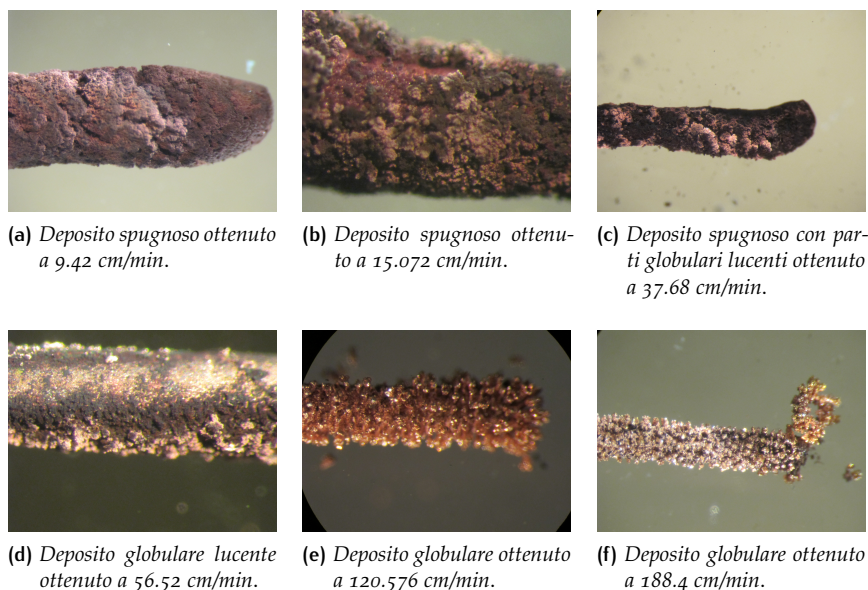 (a) Deposito spugnoso ottenuto
a 9.42 cm/min.
(b) Deposito spugnoso ottenu-
to a 15.072 cm/min.
(c) Deposito spugnoso con par-
ti globulari lucenti ottenuto
a 37.68 cm/min.
(d) Deposito globulare lucente
ottenuto a 56.52 cm/min.
(e) Deposito globulare ottenuto
a 120.576 cm/min.
(f) Deposito globulare ottenuto
a 188.4 cm/min.